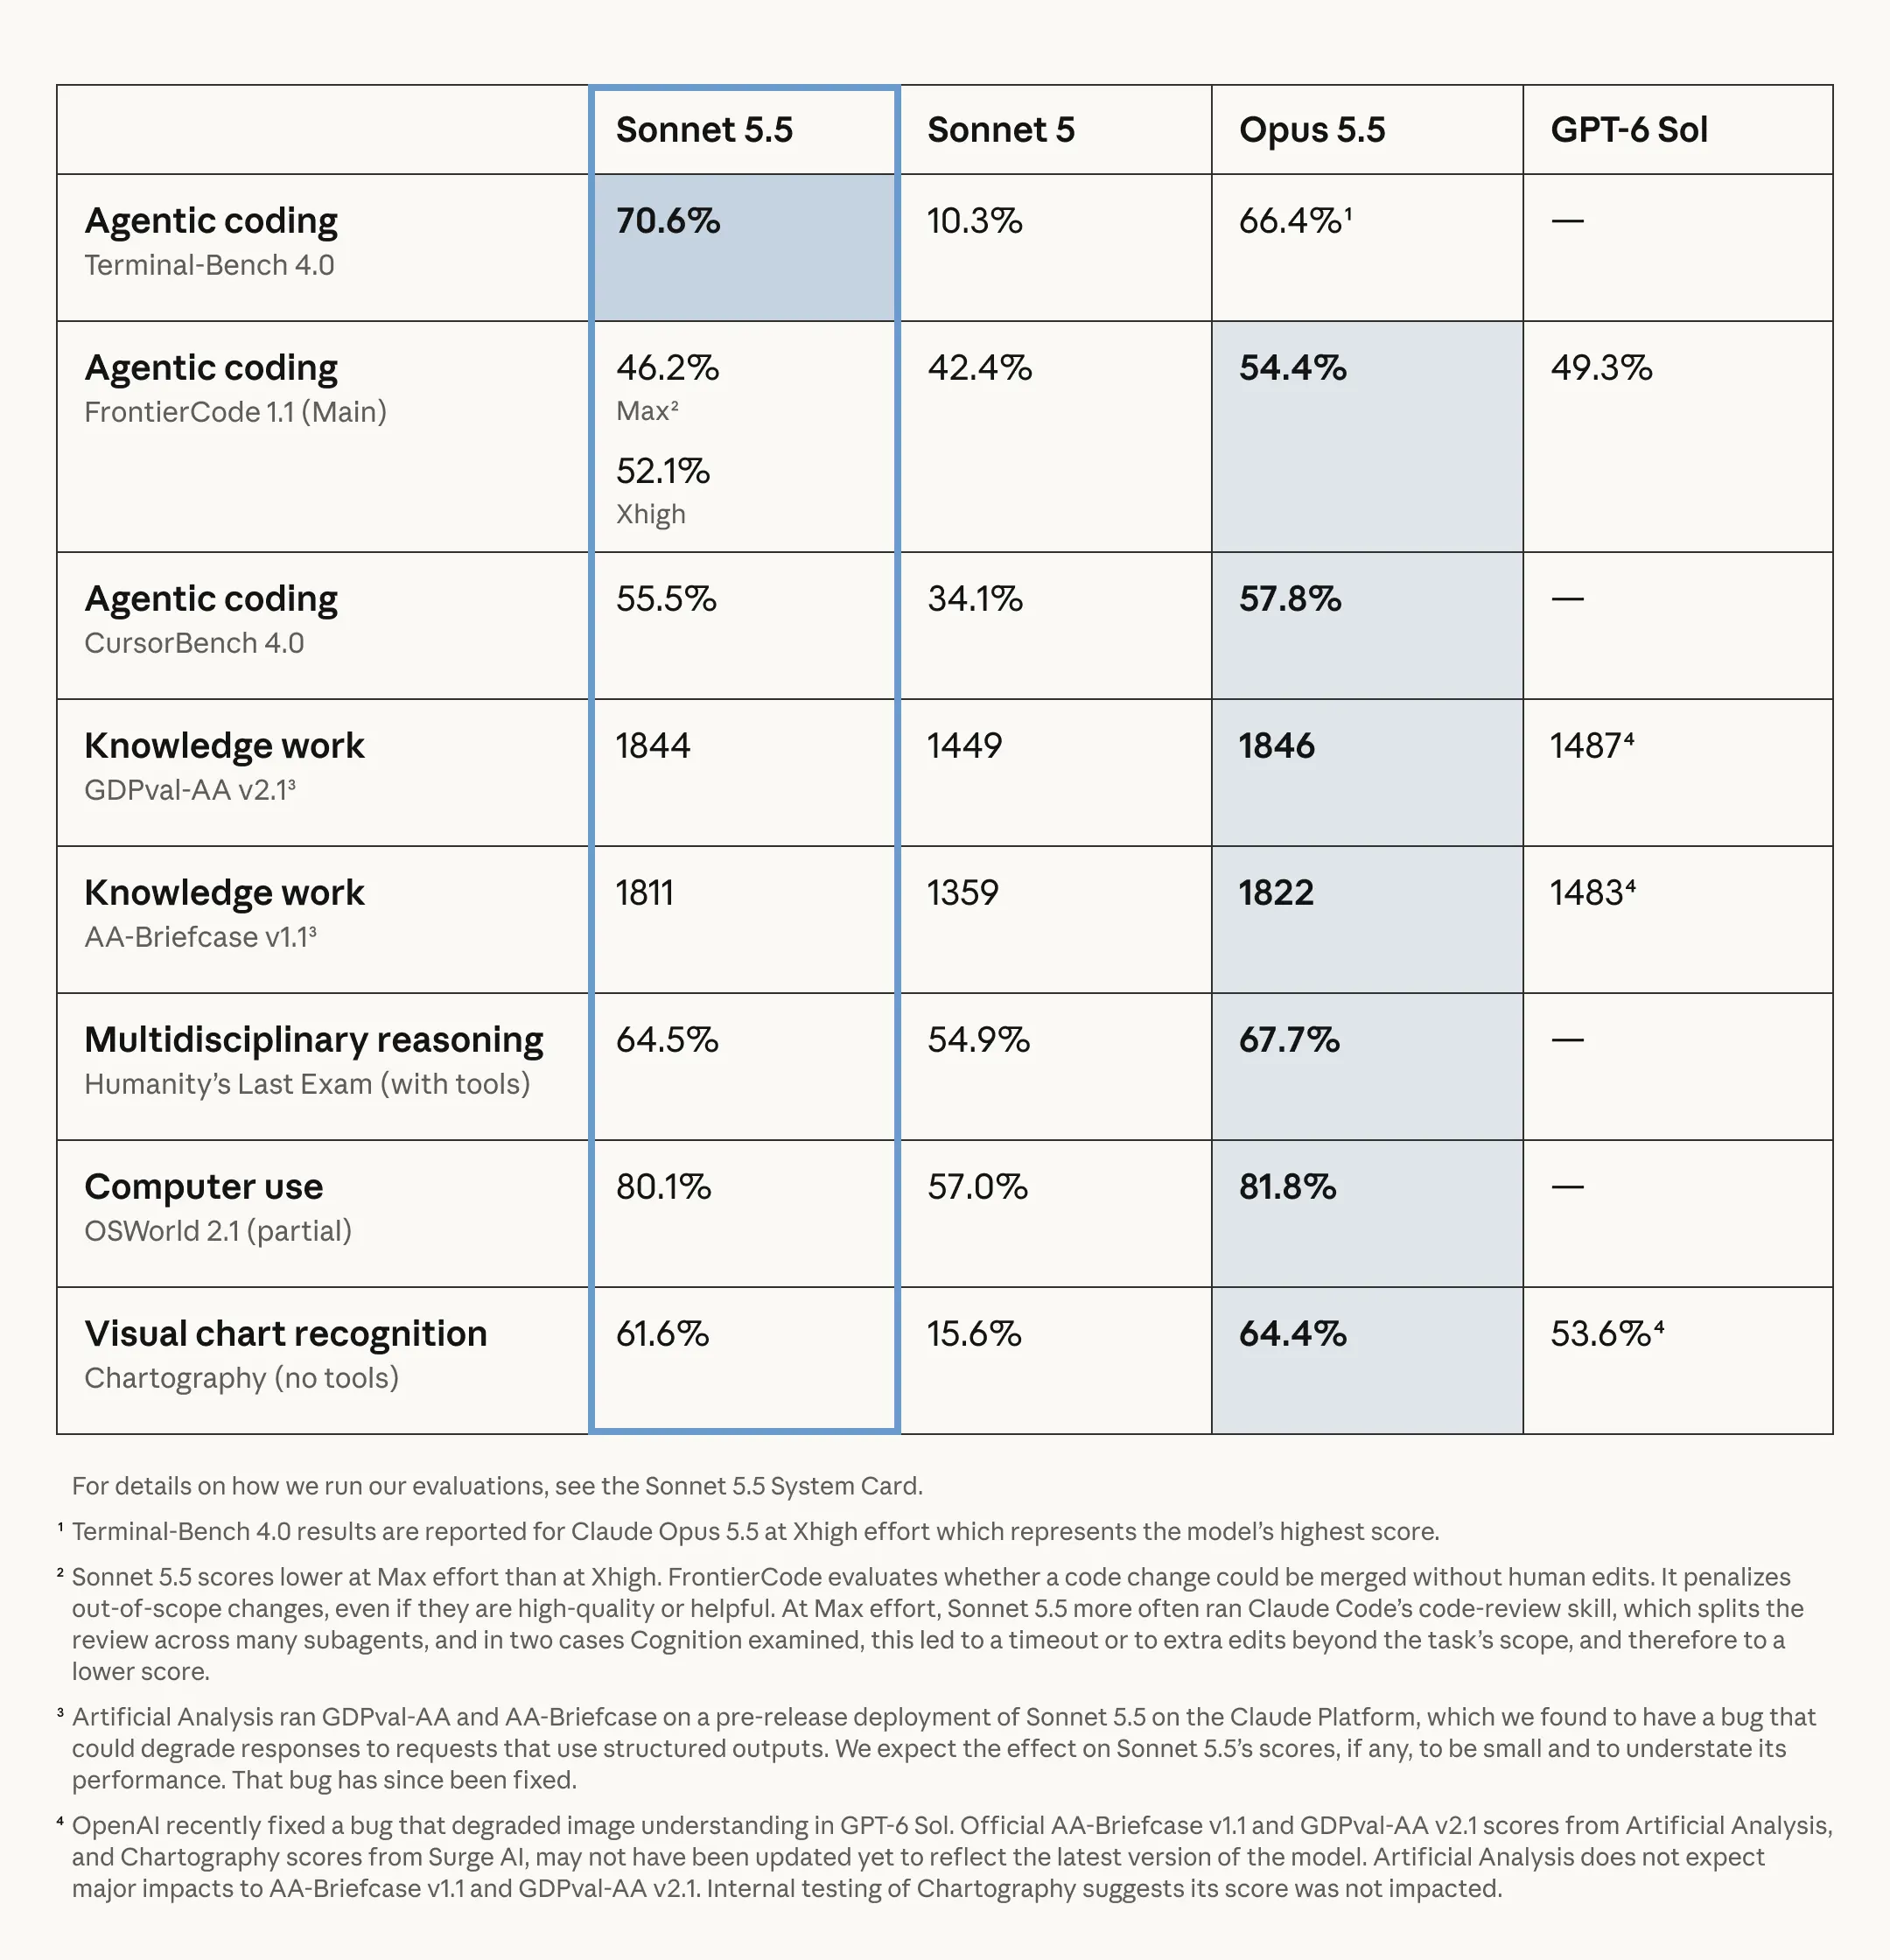 Sonnet 5.5 Sonnet 5 Opus 5.5 GPT-6 Sol
Agentic coding 70.6% 10.3% 66.4%¹ —
Terminal-Bench 4.0
Agentic coding 46.2% 42.4% 54.4% 49.3%
FrontierCode 1.1 (Main) Max²
52.1%
Xhigh
Agentic coding 55.5% 34.1% 57.8% —
CursorBench 4.0
Knowledge work 1844 1449 1846 1487⁴
GDPval-AA v2.1³
Knowledge work 1811 1359 1822 1483⁴
AA-Briefcase v1.1³
Multidisciplinary reasoning 64.5% 54.9% 67.7% —
Humanity’s Last Exam (with tools)
Computer use 80.1% 57.0% 81.8% —
OSWorld 2.1 (partial)
Visual chart recognition 61.6% 15.6% 64.4% 53.6%⁴
Chartography (no tools)
For details on how we run our evaluations, see the Sonnet 5.5 System Card.
¹ Terminal-Bench 4.0 results are reported for Claude Opus 5.5 at Xhigh effort which represents the model’s highest score.
² Sonnet 5.5 scores lower at Max effort than at Xhigh. FrontierCode evaluates whether a code change could be merged without human edits. It penalizes
out-of-scope changes, even if they are high-quality or helpful. At Max effort, Sonnet 5.5 more often ran Claude Code’s code-review skill, which splits the
review across many subagents, and in two cases Cognition examined, this led to a timeout or to extra edits beyond the task’s scope, and therefore to a
lower score.
³ Artificial Analysis ran GDPval-AA and AA-Briefcase on a pre-release deployment of Sonnet 5.5 on the Claude Platform, which we found to have a bug that
could degrade responses to requests that use structured outputs. We expect the effect on Sonnet 5.5’s scores, if any, to be small and to understate its
performance. That bug has since been fixed.
⁴ OpenAI recently fixed a bug that degraded image understanding in GPT-6 Sol. Official AA-Briefcase v1.1 and GDPval-AA v2.1 scores from Artificial Analysis,
and Chartography scores from Surge AI, may not have been updated yet to reflect the latest version of the model. Artificial Analysis does not expect
major impacts to AA-Briefcase v1.1 and GDPval-AA v2.1. Internal testing of Chartography suggests its score was not impacted.